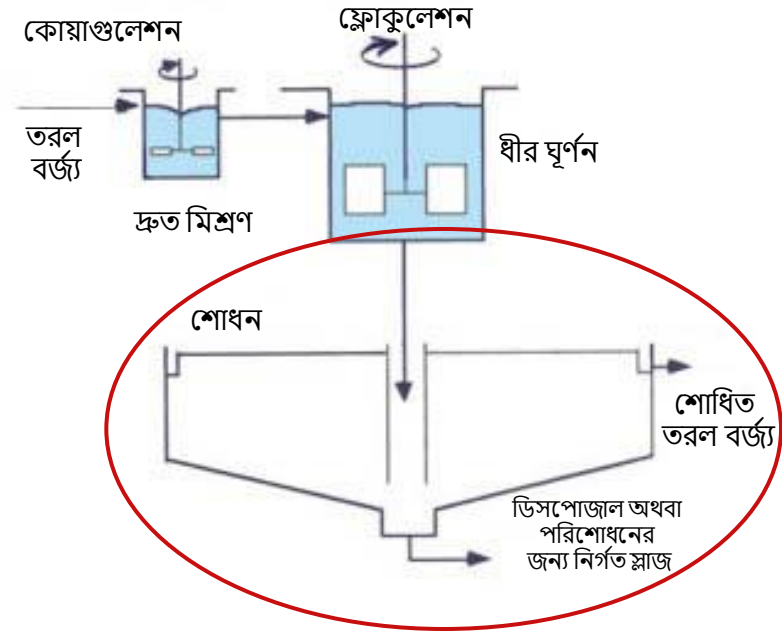 কোয়াগুলেশন
ফ্লোকুলেশন
তরল
বর্জ্য
ধীর ঘূর্ণন
দ্রুত মিশ্রণ
শোধন
শোধিত
তরল বর্জ্য
ডিসপোজাল অথবা
পরিশোধনের
জন্য নির্গত স্লাজ